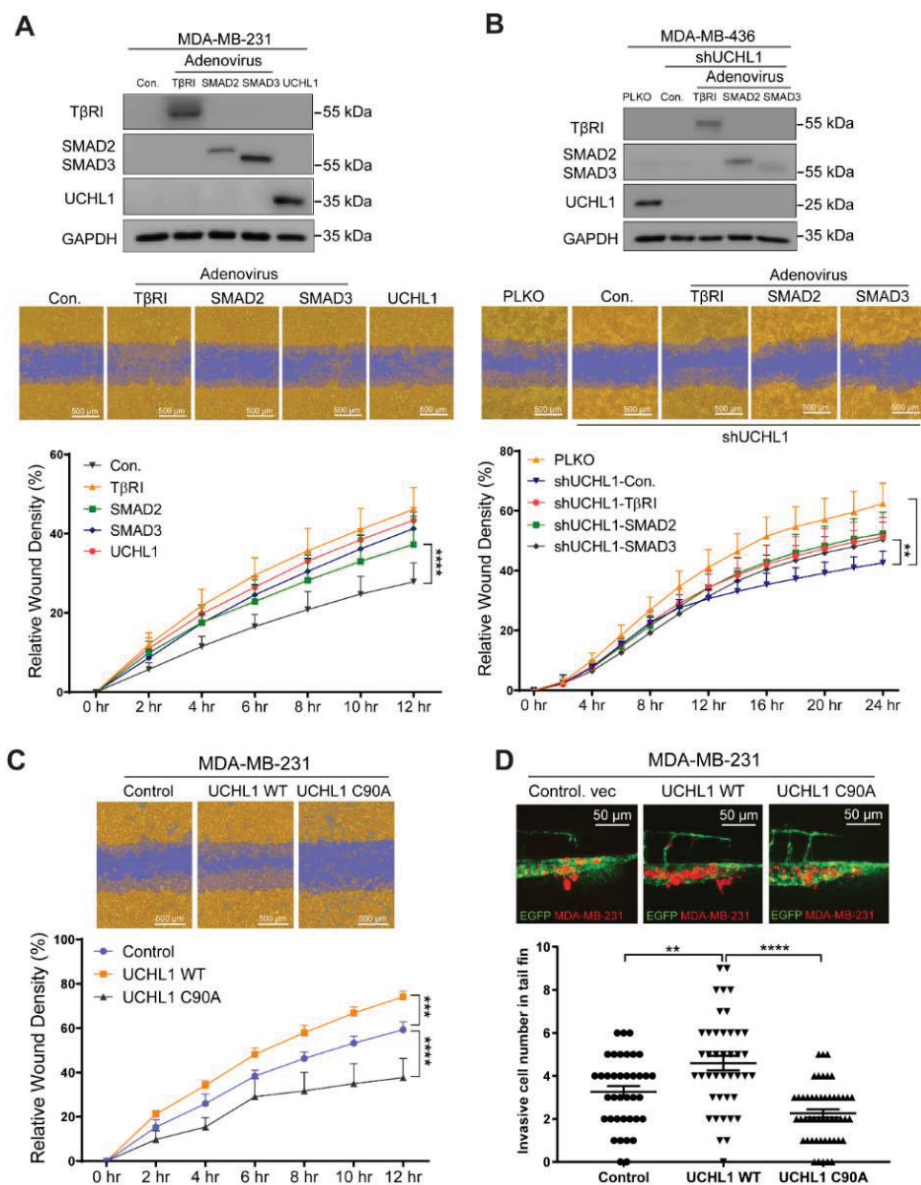 A
MDA-MB-231
Adenovirus
Con. TβRI SMAD2 SMAD3 UCHL1
TβRI
55 kDa
SMAD2
SMAD3
55 kDa
UCHL1
35 kDa
GAPDH
35 kDa
Adenovirus
Con. TβRI SMAD2 SMAD3 UCHL1
500 μm 500 μm 500 μm 500 μm 500 μm
Relative Wound Density (%)
60
40
20
0
Con.
TβRI
SMAD2
SMAD3
UCHL1
****
0 hr 2 hr 4 hr 6 hr 8 hr 10 hr 12 hr
B
MDA-MB-436
shUCHL1
Adenovirus
PLKO Con. TβRI SMAD2 SMAD3
TβRI
55 kDa
SMAD2
SMAD3
55 kDa
UCHL1
25 kDa
GAPDH
35 kDa
Adenovirus
PLKO Con. TβRI SMAD2 SMAD3
500 μm 500 μm 500 μm 500 μm 500 μm
shUCHL1
Relative Wound Density (%)
80
60
40
20
0
PLKO
shUCHL1-Con.
shUCHL1-TβRI
shUCHL1-SMAD2
shUCHL1-SMAD3
**
0 hr 4 hr 8 hr 12 hr 16 hr 20 hr 24 hr
C
MDA-MB-231
Control UCHL1 WT UCHL1 C90A
500 μm 500 μm 500 μm
Relative Wound Density (%)
100
80
60
40
20
0
Control
UCHL1 WT
UCHL1 C90A
***
****
0 hr 2 hr 4 hr 6 hr 8 hr 10 hr 12 hr
D
MDA-MB-231
Control. vec UCHL1 WT UCHL1 C90A
50 μm 50 μm 50 μm
EGFP MDA-MB-231 EGFP MDA-MB-231 EGFP MDA-MB-231
Invasive cell number in tail fin
10
8
6
4
2
0
** ****
Control UCHL1 WT UCHL1 C90A